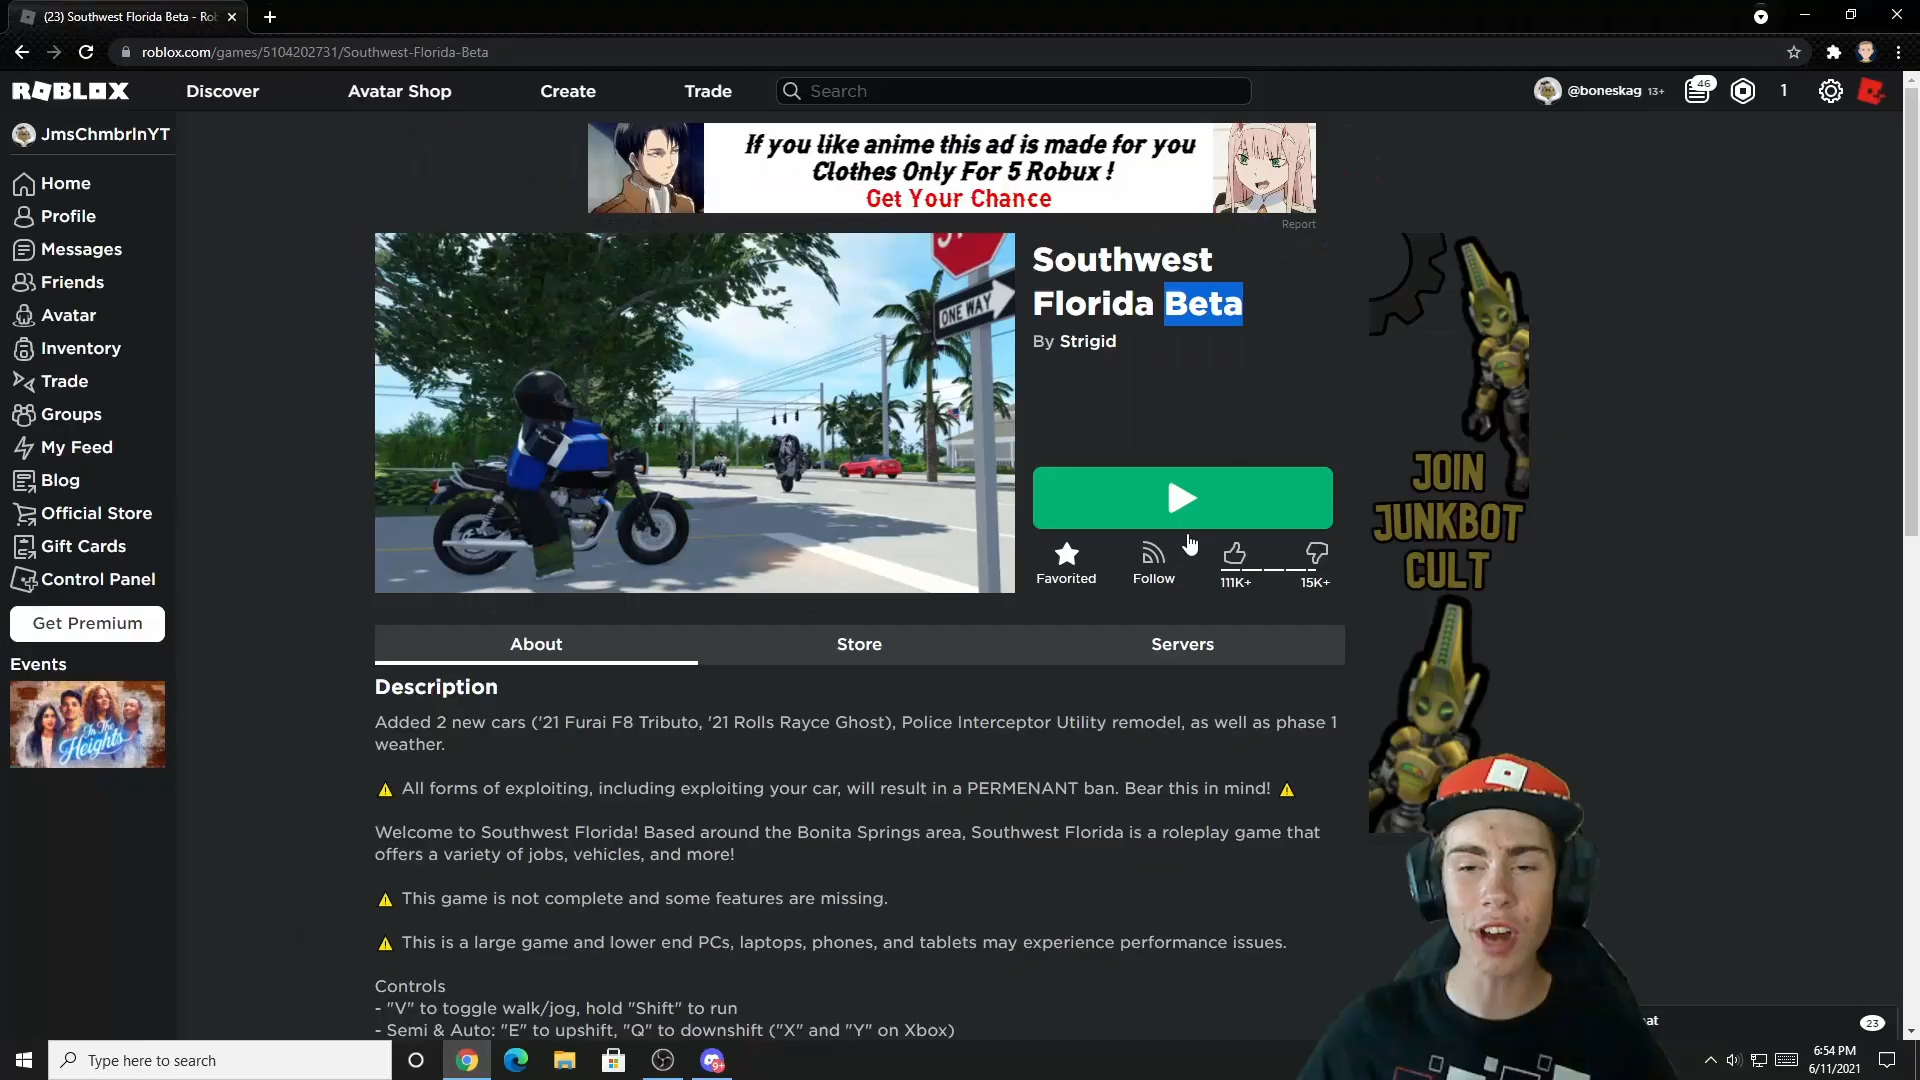 (23) Southwest Florida Beta - Rob
roblox.com/games/5104202731/Southwest-Florida-Beta
ROBLOX
Discover
Avatar Shop
Create
Trade
Search
@boneskag 13+
46
1
JmsChmbrlnYT
Home
Profile
Messages
Friends
Avatar
Inventory
Trade
Groups
My Feed
Blog
Official Store
Gift Cards
Control Panel
Get Premium
Events
In The
Heights
If you like anime this ad is made for you
Clothes Only For 5 Robux !
Get Your Chance
Report
ONE WAY
Southwest
Florida Beta
By Strigid
Favorited
Follow
111K+
15K+
JOIN
JUNKBOT
CULT
About
Store
Servers
Description
Added 2 new cars ('21 Furai F8 Tributo, '21 Rolls Rayce Ghost), Police Interceptor Utility remodel, as well as phase 1
weather.
All forms of exploiting, including exploiting your car, will result in a PERMENANT ban. Bear this in mind!
Welcome to Southwest Florida! Based around the Bonita Springs area, Southwest Florida is a roleplay game that
offers a variety of jobs, vehicles, and more!
This game is not complete and some features are missing.
This is a large game and lower end PCs, laptops, phones, and tablets may experience performance issues.
Controls
- "V" to toggle walk/jog, hold "Shift" to run
- Semi & Auto: "E" to upshift, "Q" to downshift ("X" and "Y" on Xbox)
at
23
Type here to search
9+
6:54 PM
6/11/2021